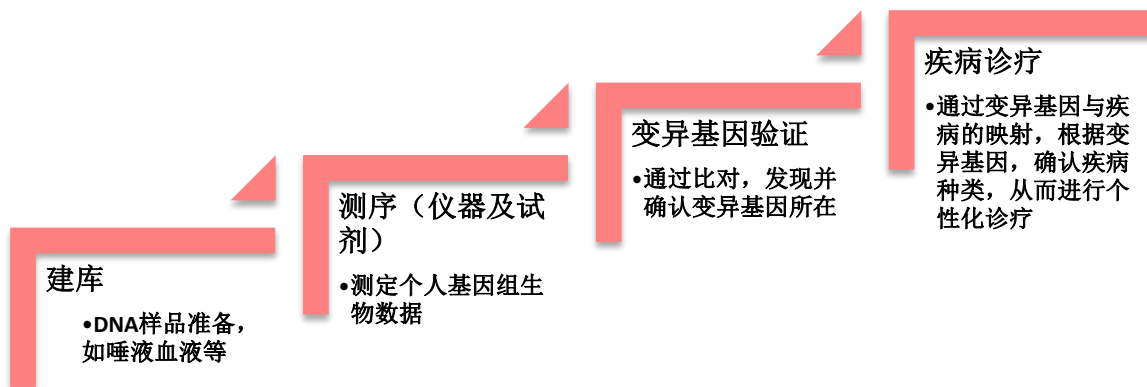 建库
•DNA样品准备，
如唾液血液等
测序（仪器及试
剂）
•测定个人基因组生
物数据
变异基因验证
•通过比对，发现并
确认变异基因所在
疾病诊疗
•通过变异基因与疾
病的映射，根据变
异基因，确认疾病
种类，从而进行个
性化诊疗